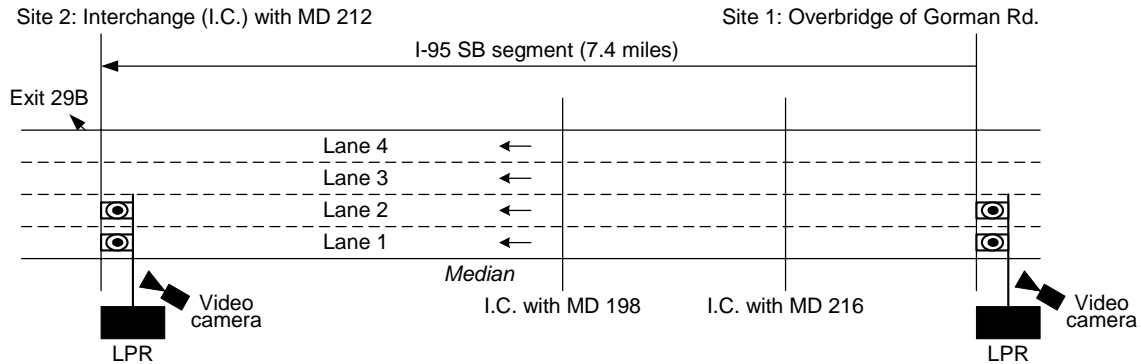 Site 2: Interchange (I.C.) with MD 212
Site 1: Overbridge of Gorman Rd.
I-95 SB segment (7.4 miles)
Exit 29B
Lane 4
Lane 3
Lane 2
Lane 1
Median
Video
camera
LPR
I.C. with MD 198
I.C. with MD 216
Video
camera
LPR